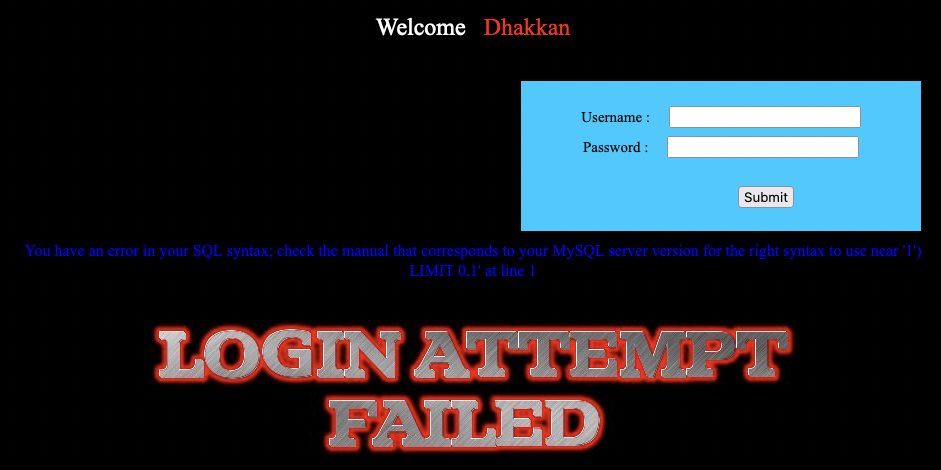 Welcome Dhakkan
Username :
Password :
Submit
You have an error in your SQL syntax; check the manual that corresponds to your MySQL server version for the right syntax to use near '1')
LIMIT 0,1' at line 1
LOGIN ATTEMPT
FAILED